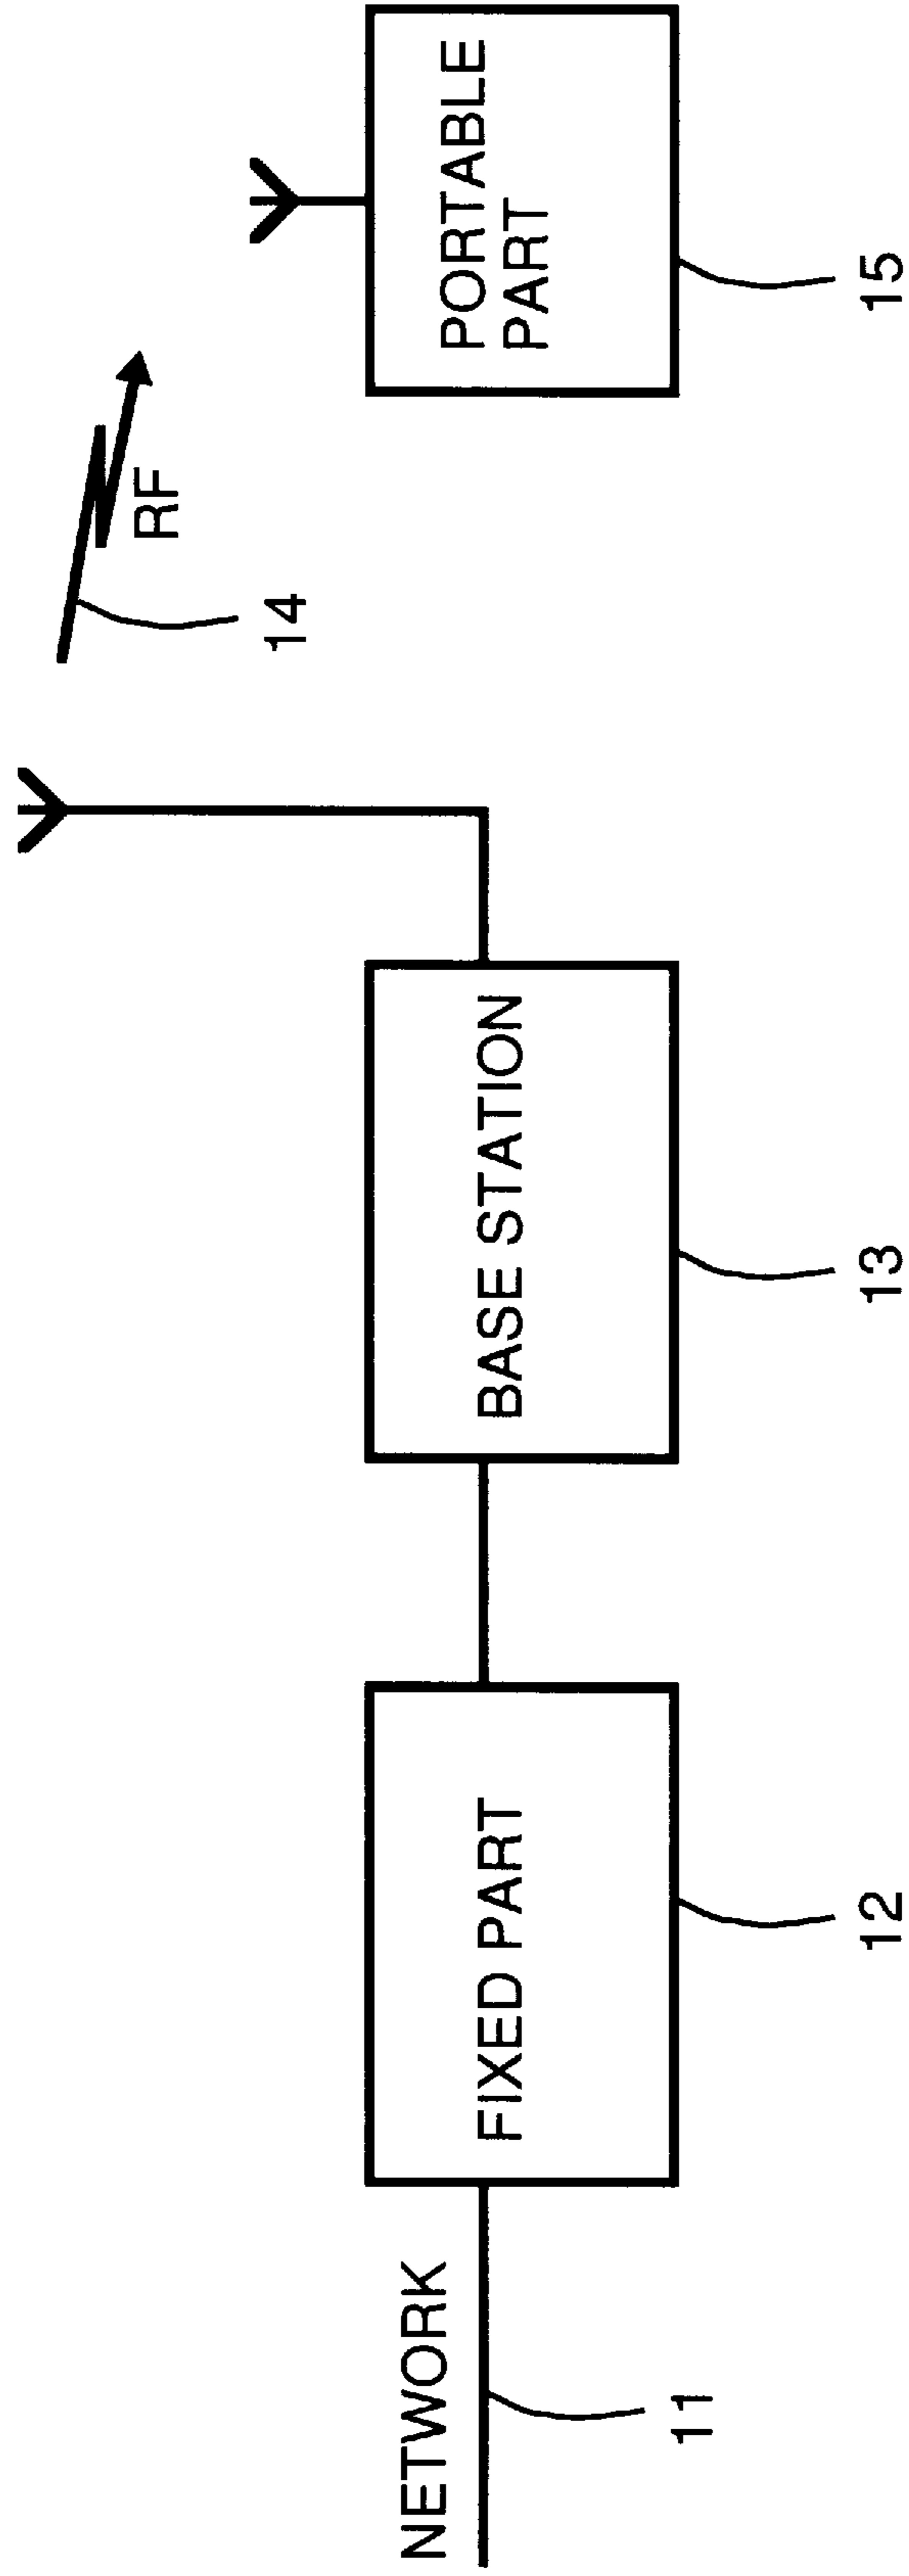 NETWORK
11
FIXED PART
12
BASE STATION
13
14
RF
PORTABLE
PART
15